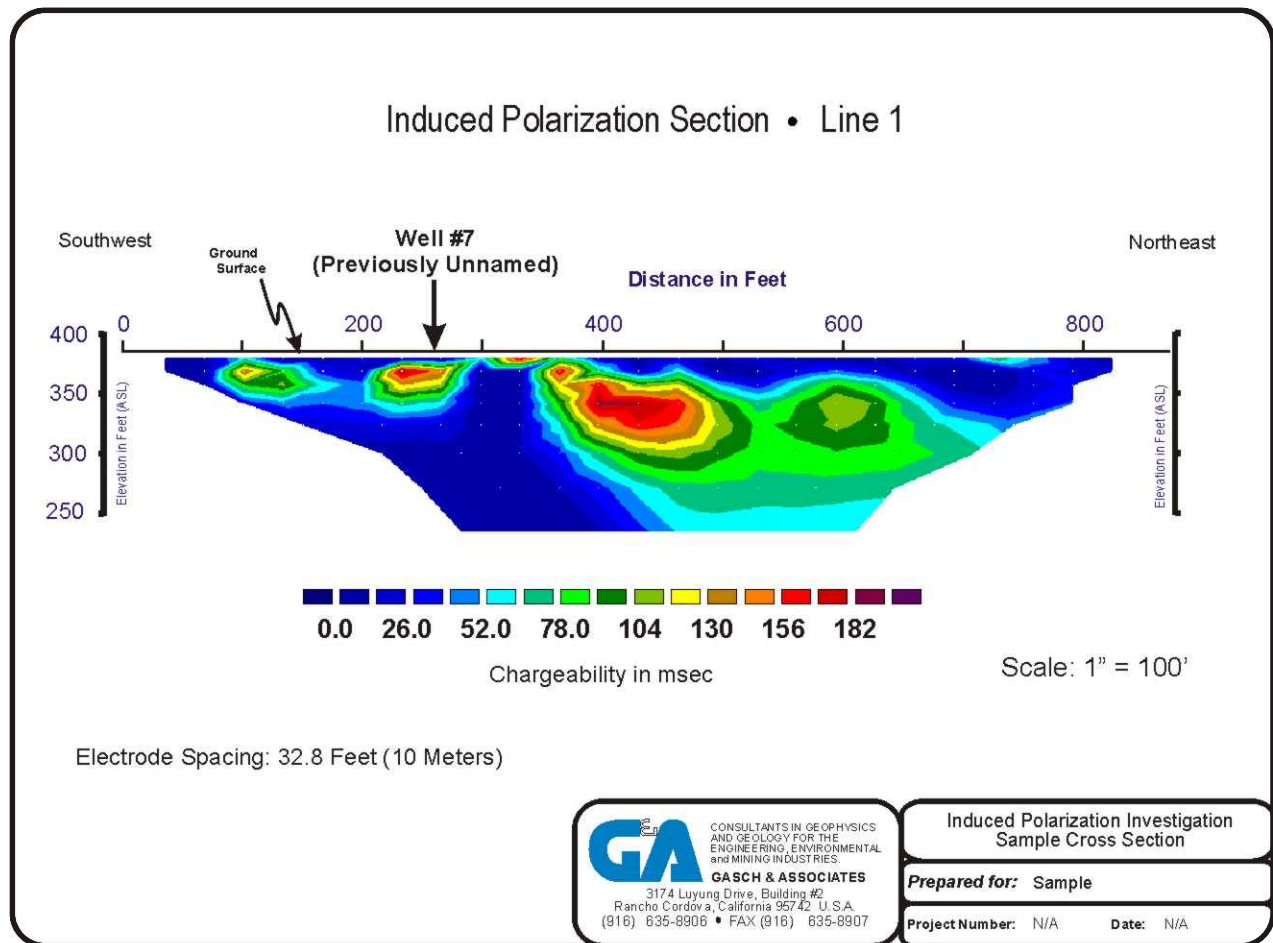 Induced Polarization Section • Line 1
Southwest
Ground
Surface
Well #7
(Previously Unnamed)
Northeast
Distance in Feet
0 200 400 600 800
400
350
300
250
Elevation in Feet (ASL)
Elevation in Feet (ASL)
0.0 26.0 52.0 78.0 104 130 156 182
Chargeability in msec
Scale: 1" = 100'
Electrode Spacing: 32.8 Feet (10 Meters)
G&A
CONSULTANTS IN GEOPHYSICS
AND GEOLOGY FOR THE
ENGINEERING, ENVIRONMENTAL
and MINING INDUSTRIES.
GASCH & ASSOCIATES
3174 Luyung Drive, Building #2
Rancho Cordova, California 95742 U.S.A.
(916) 635-8906 • FAX (916) 635-8907
Induced Polarization Investigation
Sample Cross Section
Prepared for: Sample
Project Number: N/A Date: N/A